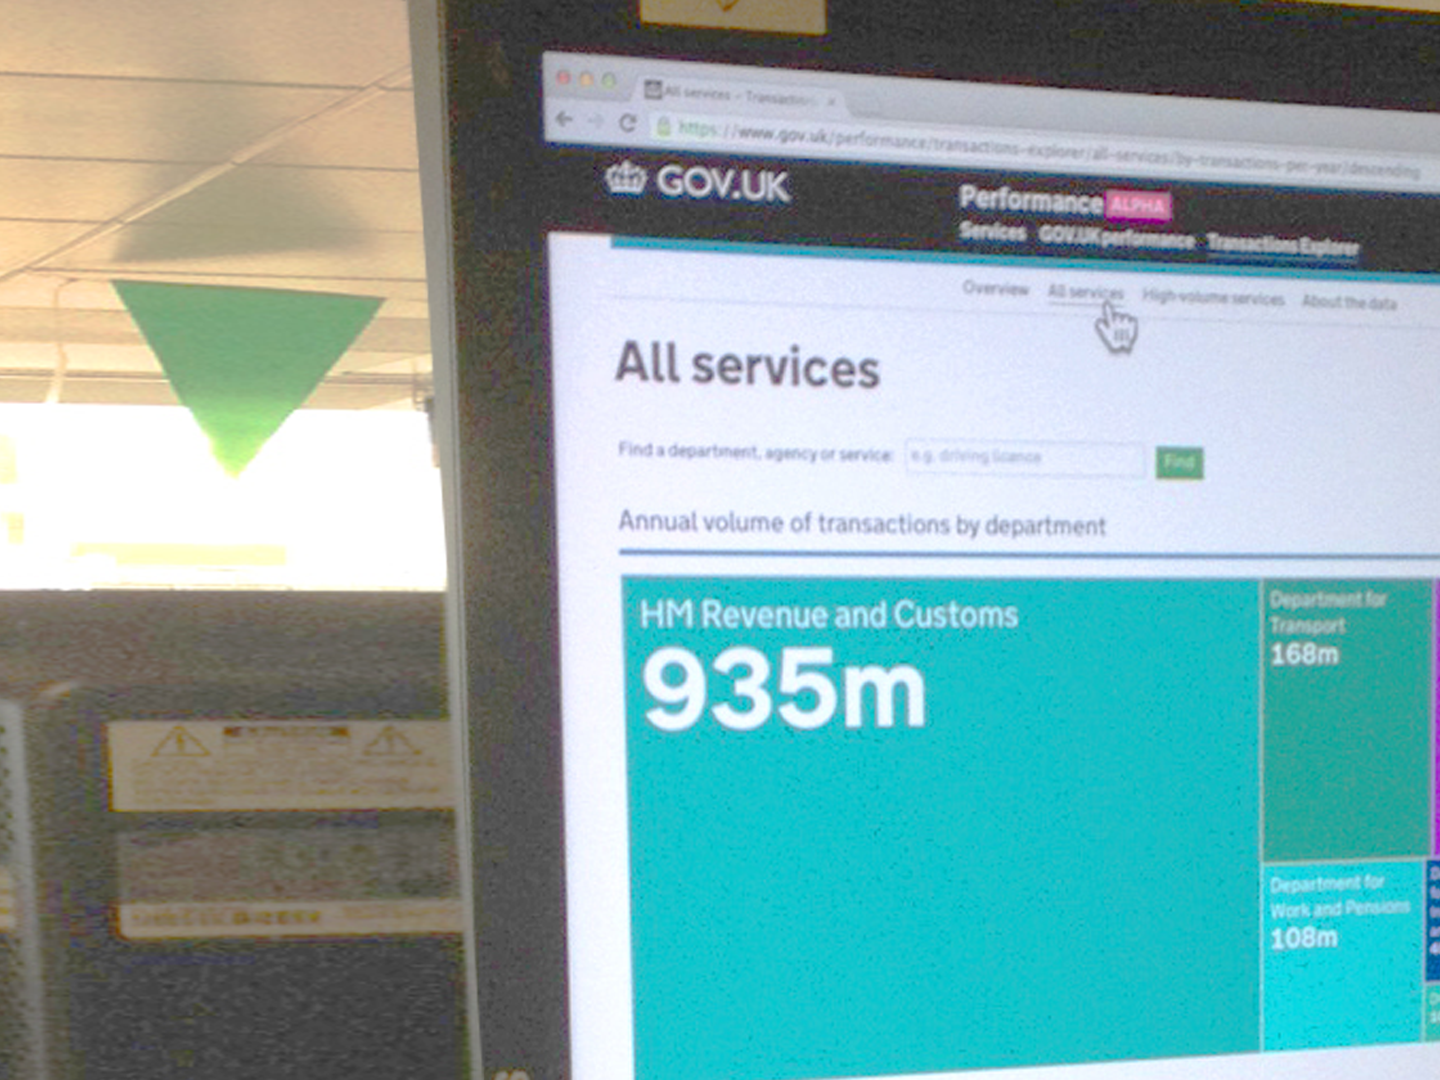 All services - Transactions
https://www.gov.uk/performance/transactions-explorer/all-services/by-transactions-per-year/descending
GOV.UK
Performance ALPHA
Services GOV.UK performance Transactions Explorer
Overview All services High-volume services About the data
All services
Find a department, agency or service: e.g. driving licence Find
Annual volume of transactions by department
HM Revenue and Customs
935m
Department for
Transport
168m
Department for
Work and Pensions
108m